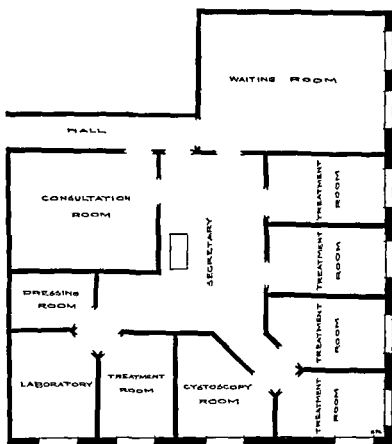 WAITING ROOM
HALL
CONSULTATION
ROOM
SECRETARY
TREATMENT
ROOM
TREATMENT
ROOM
DRESSING
ROOM
TREATMENT
ROOM
LABORATORY
TREATMENT
ROOM
CYSTOSCOPY
ROOM
TREATMENT
ROOM